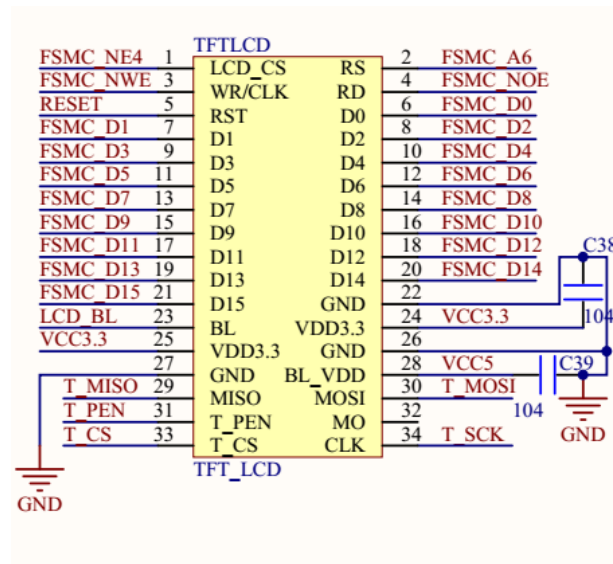 TFTLCD
FSMC_NE4 1 LCD_CS RS 2 FSMC_A6
FSMC_NWE 3 WR/CLK RD 4 FSMC_NOE
RESET 5 RST D0 6 FSMC_D0
FSMC_D1 7 D1 D2 8 FSMC_D2
FSMC_D3 9 D3 D4 10 FSMC_D4
FSMC_D5 11 D5 D6 12 FSMC_D6
FSMC_D7 13 D7 D8 14 FSMC_D8
FSMC_D9 15 D9 D10 16 FSMC_D10
FSMC_D11 17 D11 D12 18 FSMC_D12 C38
FSMC_D13 19 D13 D14 20 FSMC_D14
FSMC_D15 21 D15 GND 22
LCD_BL 23 BL VDD3.3 24 VCC3.3 104
VCC3.3 25 VDD3.3 GND 26
27 GND BL_VDD 28 VCC5 C39
T_MISO 29 MISO MOSI 30 T_MOSI 104
T_PEN 31 T_PEN MO 32
T_CS 33 T_CS CLK 34 T_SCK GND
TFT_LCD
GND